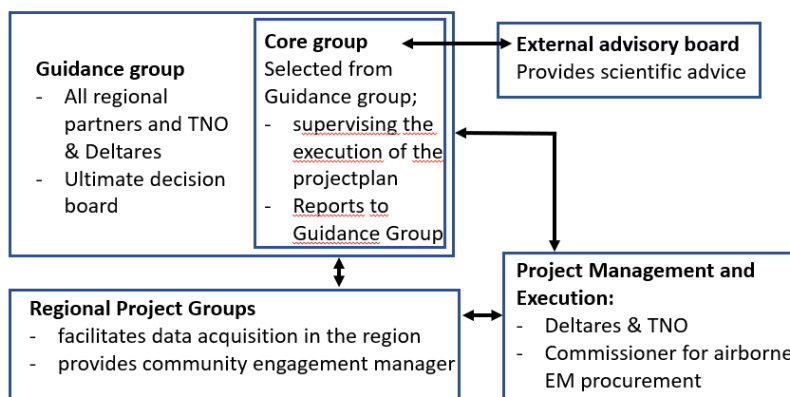 Guidance group
- All regional
partners and TNO
& Deltares
- Ultimate decision
board
Core group
Selected from
Guidance group;
- supervising the
execution of the
projectplan
- Reports to
Guidance Group
External advisory board
Provides scientific advice
Regional Project Groups
- facilitates data acquisition in the region
- provides community engagement manager
Project Management and
Execution:
- Deltares & TNO
- Commissioner for airborne
EM procurement